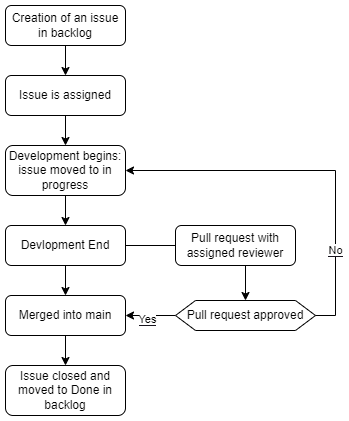 Creation of an issue
in backlog
Issue is assigned
Development begins:
issue moved to in
progress
Devlopment End
Pull request with
assigned reviewer
No
Merged into main
Yes
Pull request approved
Issue closed and
moved to Done in
backlog